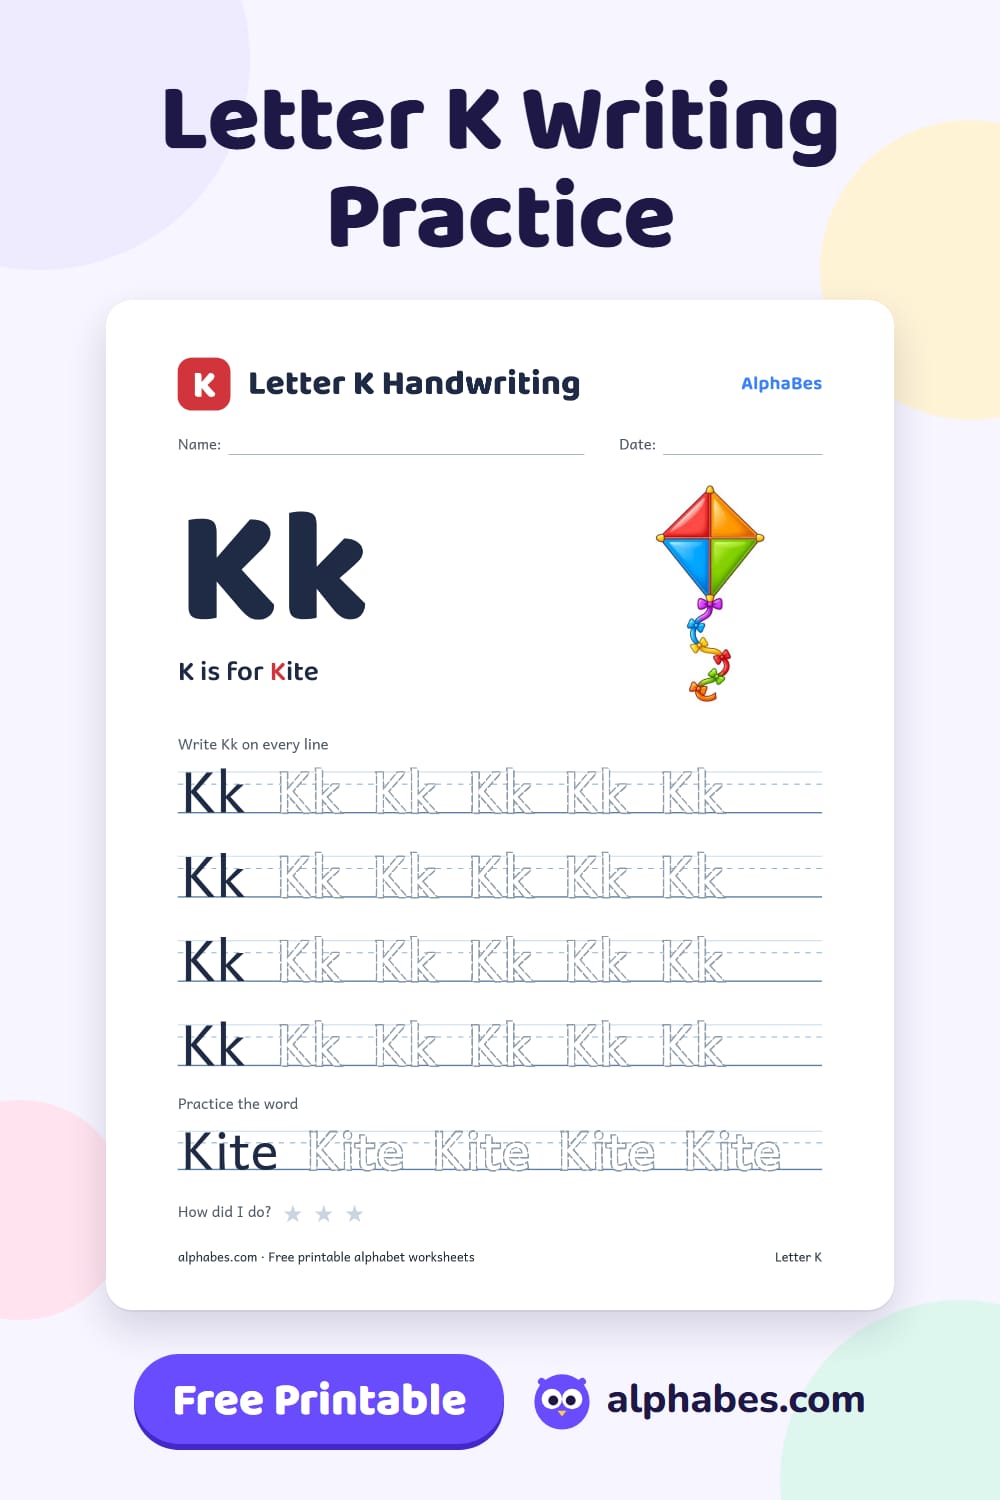 Letter K Writing
Practice
K Letter K Handwriting AlphaBes
Name: Date:
Kk
K is for Kite
Write Kk on every line
Kk Kk Kk Kk Kk Kk
Kk Kk Kk Kk Kk Kk
Kk Kk Kk Kk Kk Kk
Kk Kk Kk Kk Kk Kk
Practice the word
Kite Kite Kite Kite Kite
How did I do? ★ ★ ★
alphabes.com · Free printable alphabet worksheets Letter K
Free Printable alphabes.com